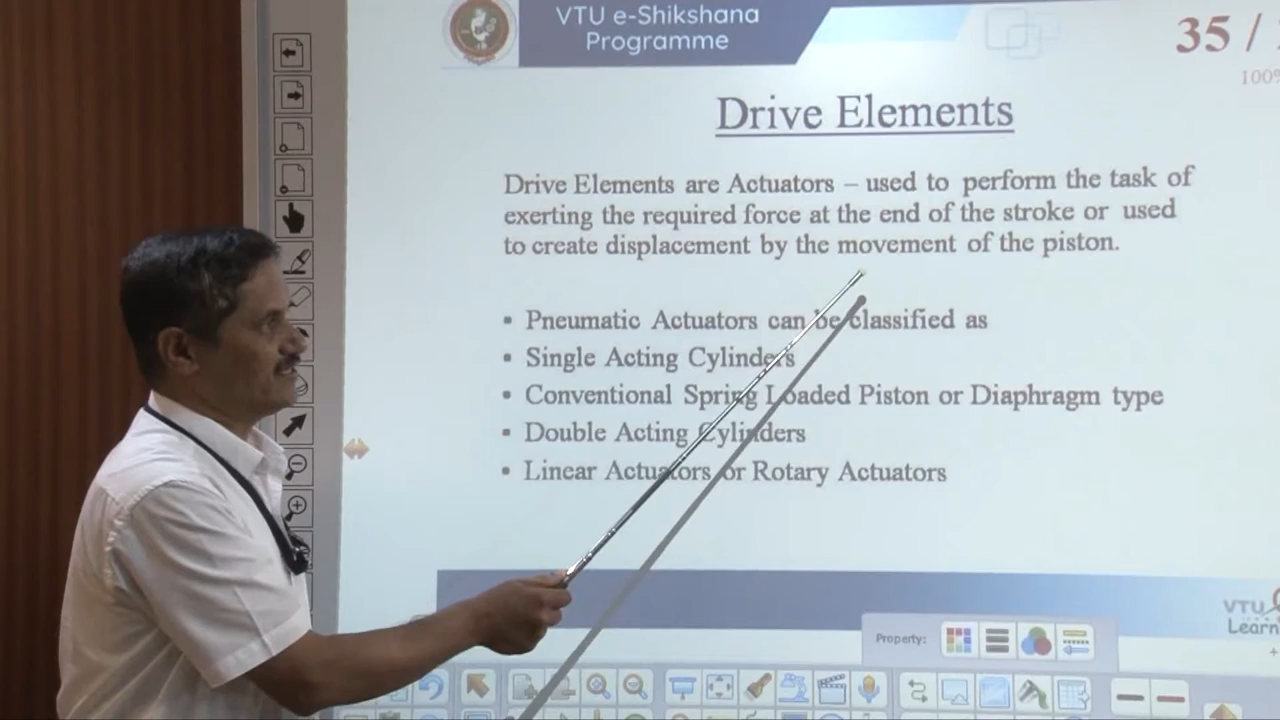 VTU e-Shikshana
Programme
35 /
100%
Drive Elements
Drive Elements are Actuators – used to perform the task of
exerting the required force at the end of the stroke or used
to create displacement by the movement of the piston.
▪ Pneumatic Actuators can be classified as
▪ Single Acting Cylinders
▪ Conventional Spring Loaded Piston or Diaphragm type
▪ Double Acting Cylinders
▪ Linear Actuators or Rotary Actuators
VTU
Learn
Property: